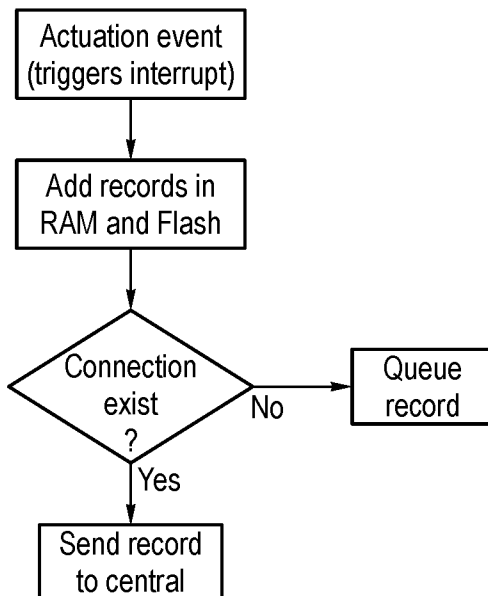 Actuation event
(triggers interrupt)
Add records in
RAM and Flash
Connection
exist
?
No
Queue
record
Yes
Send record
to central